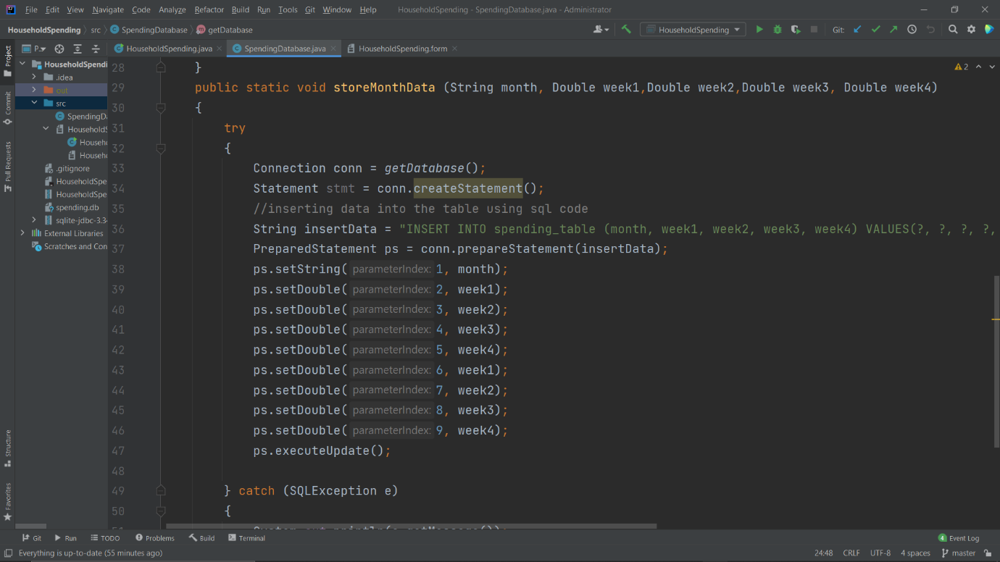 File Edit View Navigate Code Analyze Refactor Build Run Tools Git Window Help HouseholdSpending - SpendingDatabase.java - Administrator
HouseholdSpending src SpendingDatabase getDatabase HouseholdSpending Git:
Project
Commit
Pull Requests
Structure
Favorites
P... HouseholdSpending.java SpendingDatabase.java HouseholdSpending.form
HouseholdSpendi
.idea
out
src
SpendingDa
HouseholdS
Househo
Househo
.gitignore
HouseholdSpe
HouseholdSpe
spending.db
sqlite-jdbc-3.34
External Libraries
Scratches and Con
2
28 }
29 public static void storeMonthData (String month, Double week1,Double week2,Double week3, Double week4)
30 {
31 try
32 {
33 Connection conn = getDatabase();
34 Statement stmt = conn.createStatement();
35 //inserting data into the table using sql code
36 String insertData = "INSERT INTO spending_table (month, week1, week2, week3, week4) VALUES(?, ?, ?, ?,
37 PreparedStatement ps = conn.prepareStatement(insertData);
38 ps.setString( parameterIndex: 1, month);
39 ps.setDouble( parameterIndex: 2, week1);
40 ps.setDouble( parameterIndex: 3, week2);
41 ps.setDouble( parameterIndex: 4, week3);
42 ps.setDouble( parameterIndex: 5, week4);
43 ps.setDouble( parameterIndex: 6, week1);
44 ps.setDouble( parameterIndex: 7, week2);
45 ps.setDouble( parameterIndex: 8, week3);
46 ps.setDouble( parameterIndex: 9, week4);
47 ps.executeUpdate();
48
49 } catch (SQLException e)
50 {
Git Run TODO Problems Build Terminal 4 Event Log
Everything is up-to-date (55 minutes ago) 24:48 CRLF UTF-8 4 spaces master